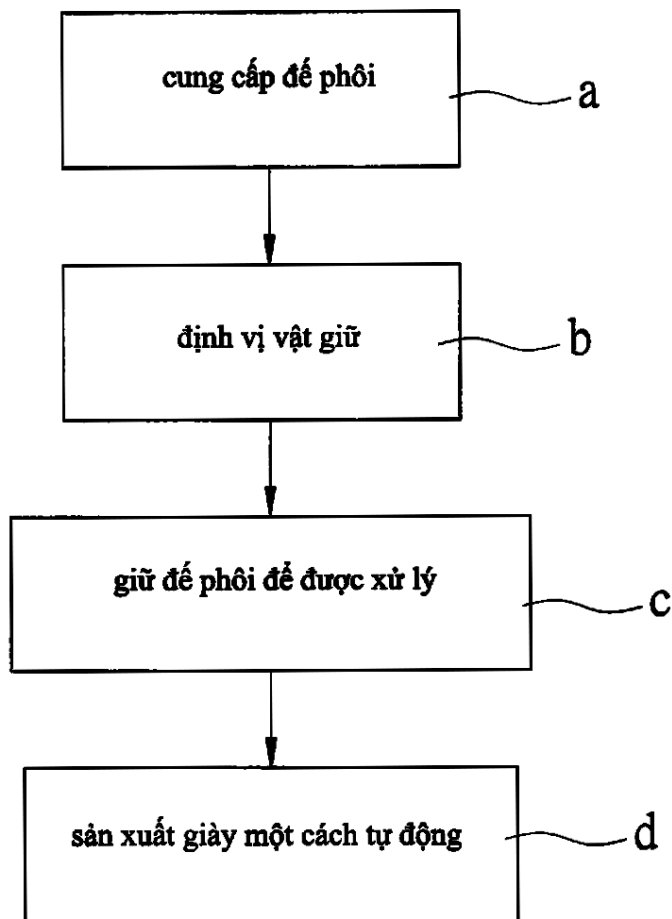 cung cấp đế phôi
a
định vị vật giữ
b
giữ đế phôi để được xử lý
c
sản xuất giày một cách tự động
d